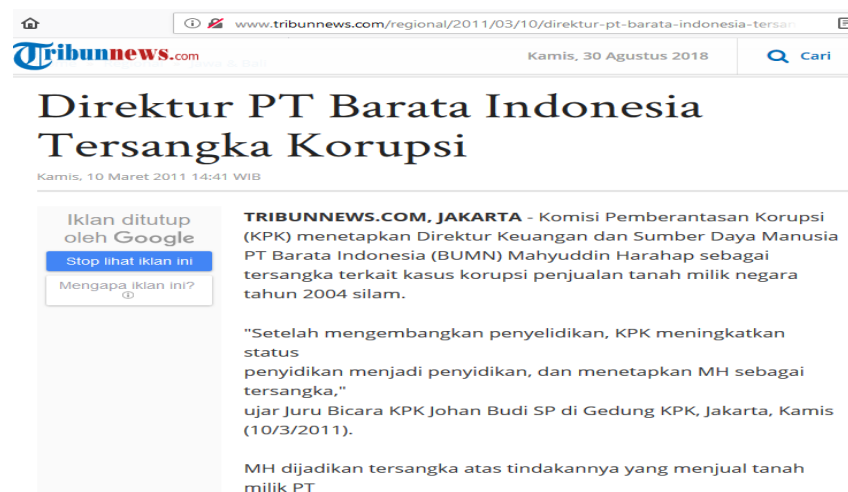 www.tribunnews.com/regional/2011/03/10/direktur-pt-barata-indonesia-tersan
Tribunnews.com
Kamis, 30 Agustus 2018
Cari
Direktur PT Barata Indonesia
Tersangka Korupsi
Kamis, 10 Maret 2011 14:41 WIB
Iklan ditutup
oleh Google
Stop lihat iklan ini
Mengapa iklan ini?
TRIBUNNEWS.COM, JAKARTA - Komisi Pemberantasan Korupsi
(KPK) menetapkan Direktur Keuangan dan Sumber Daya Manusia
PT Barata Indonesia (BUMN) Mahyuddin Harahap sebagai
tersangka terkait kasus korupsi penjualan tanah milik negara
tahun 2004 silam.
"Setelah mengembangkan penyelidikan, KPK meningkatkan
status
penyidikan menjadi penyidikan, dan menetapkan MH sebagai
tersangka,"
ujar Juru Bicara KPK Johan Budi SP di Gedung KPK, Jakarta, Kamis
(10/3/2011).
MH dijadikan tersangka atas tindakannya yang menjual tanah
milik PT